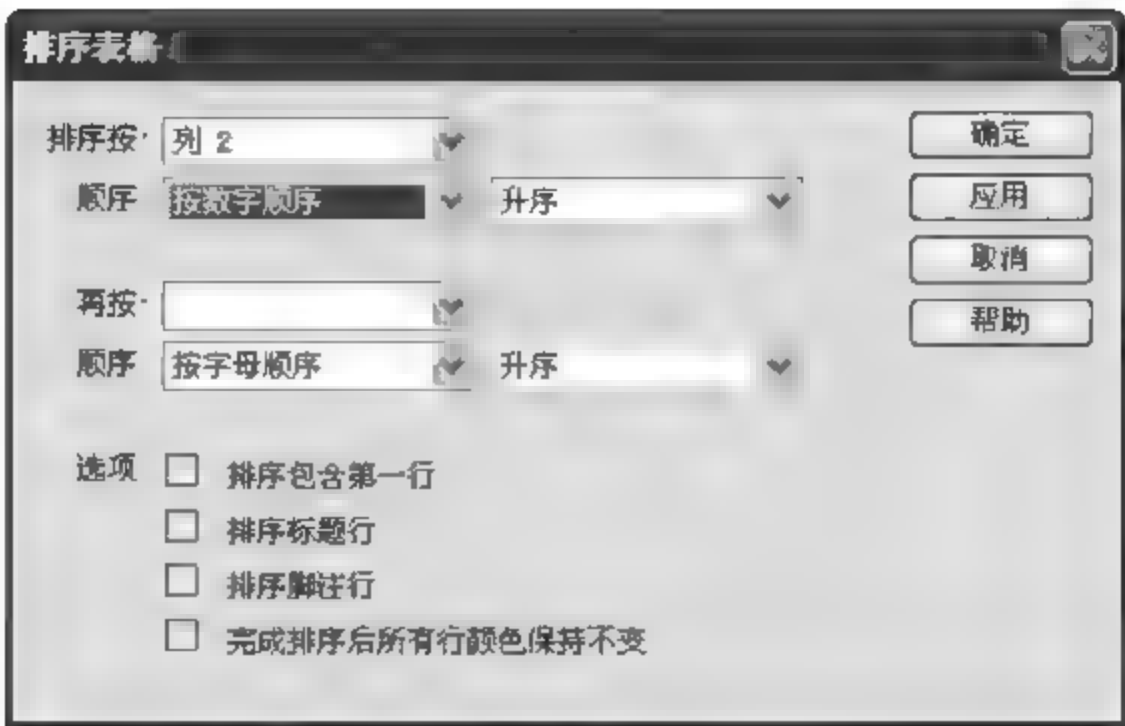 排序表格
排序按: 列 2
确定
顺序 按数字顺序 升序
应用
取消
再按:
帮助
顺序 按字母顺序 升序
选项 排序包含第一行
排序标题行
排序脚注行
完成排序后所有行颜色保持不变